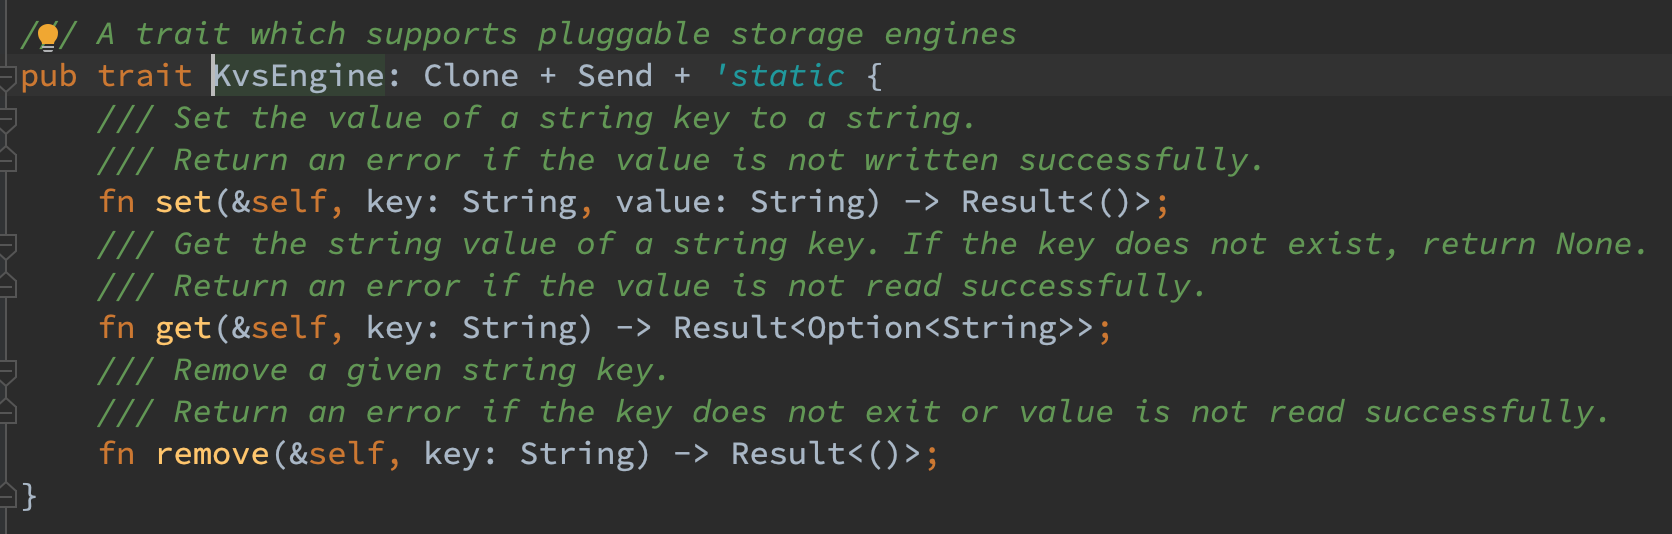 /// A trait which supports pluggable storage engines
pub trait KvsEngine: Clone + Send + 'static {
    /// Set the value of a string key to a string.
    /// Return an error if the value is not written successfully.
    fn set(&self, key: String, value: String) -> Result<()>;
    /// Get the string value of a string key. If the key does not exist, return None.
    /// Return an error if the value is not read successfully.
    fn get(&self, key: String) -> Result<Option<String>>;
    /// Remove a given string key.
    /// Return an error if the key does not exit or value is not read successfully.
    fn remove(&self, key: String) -> Result<()>;
}